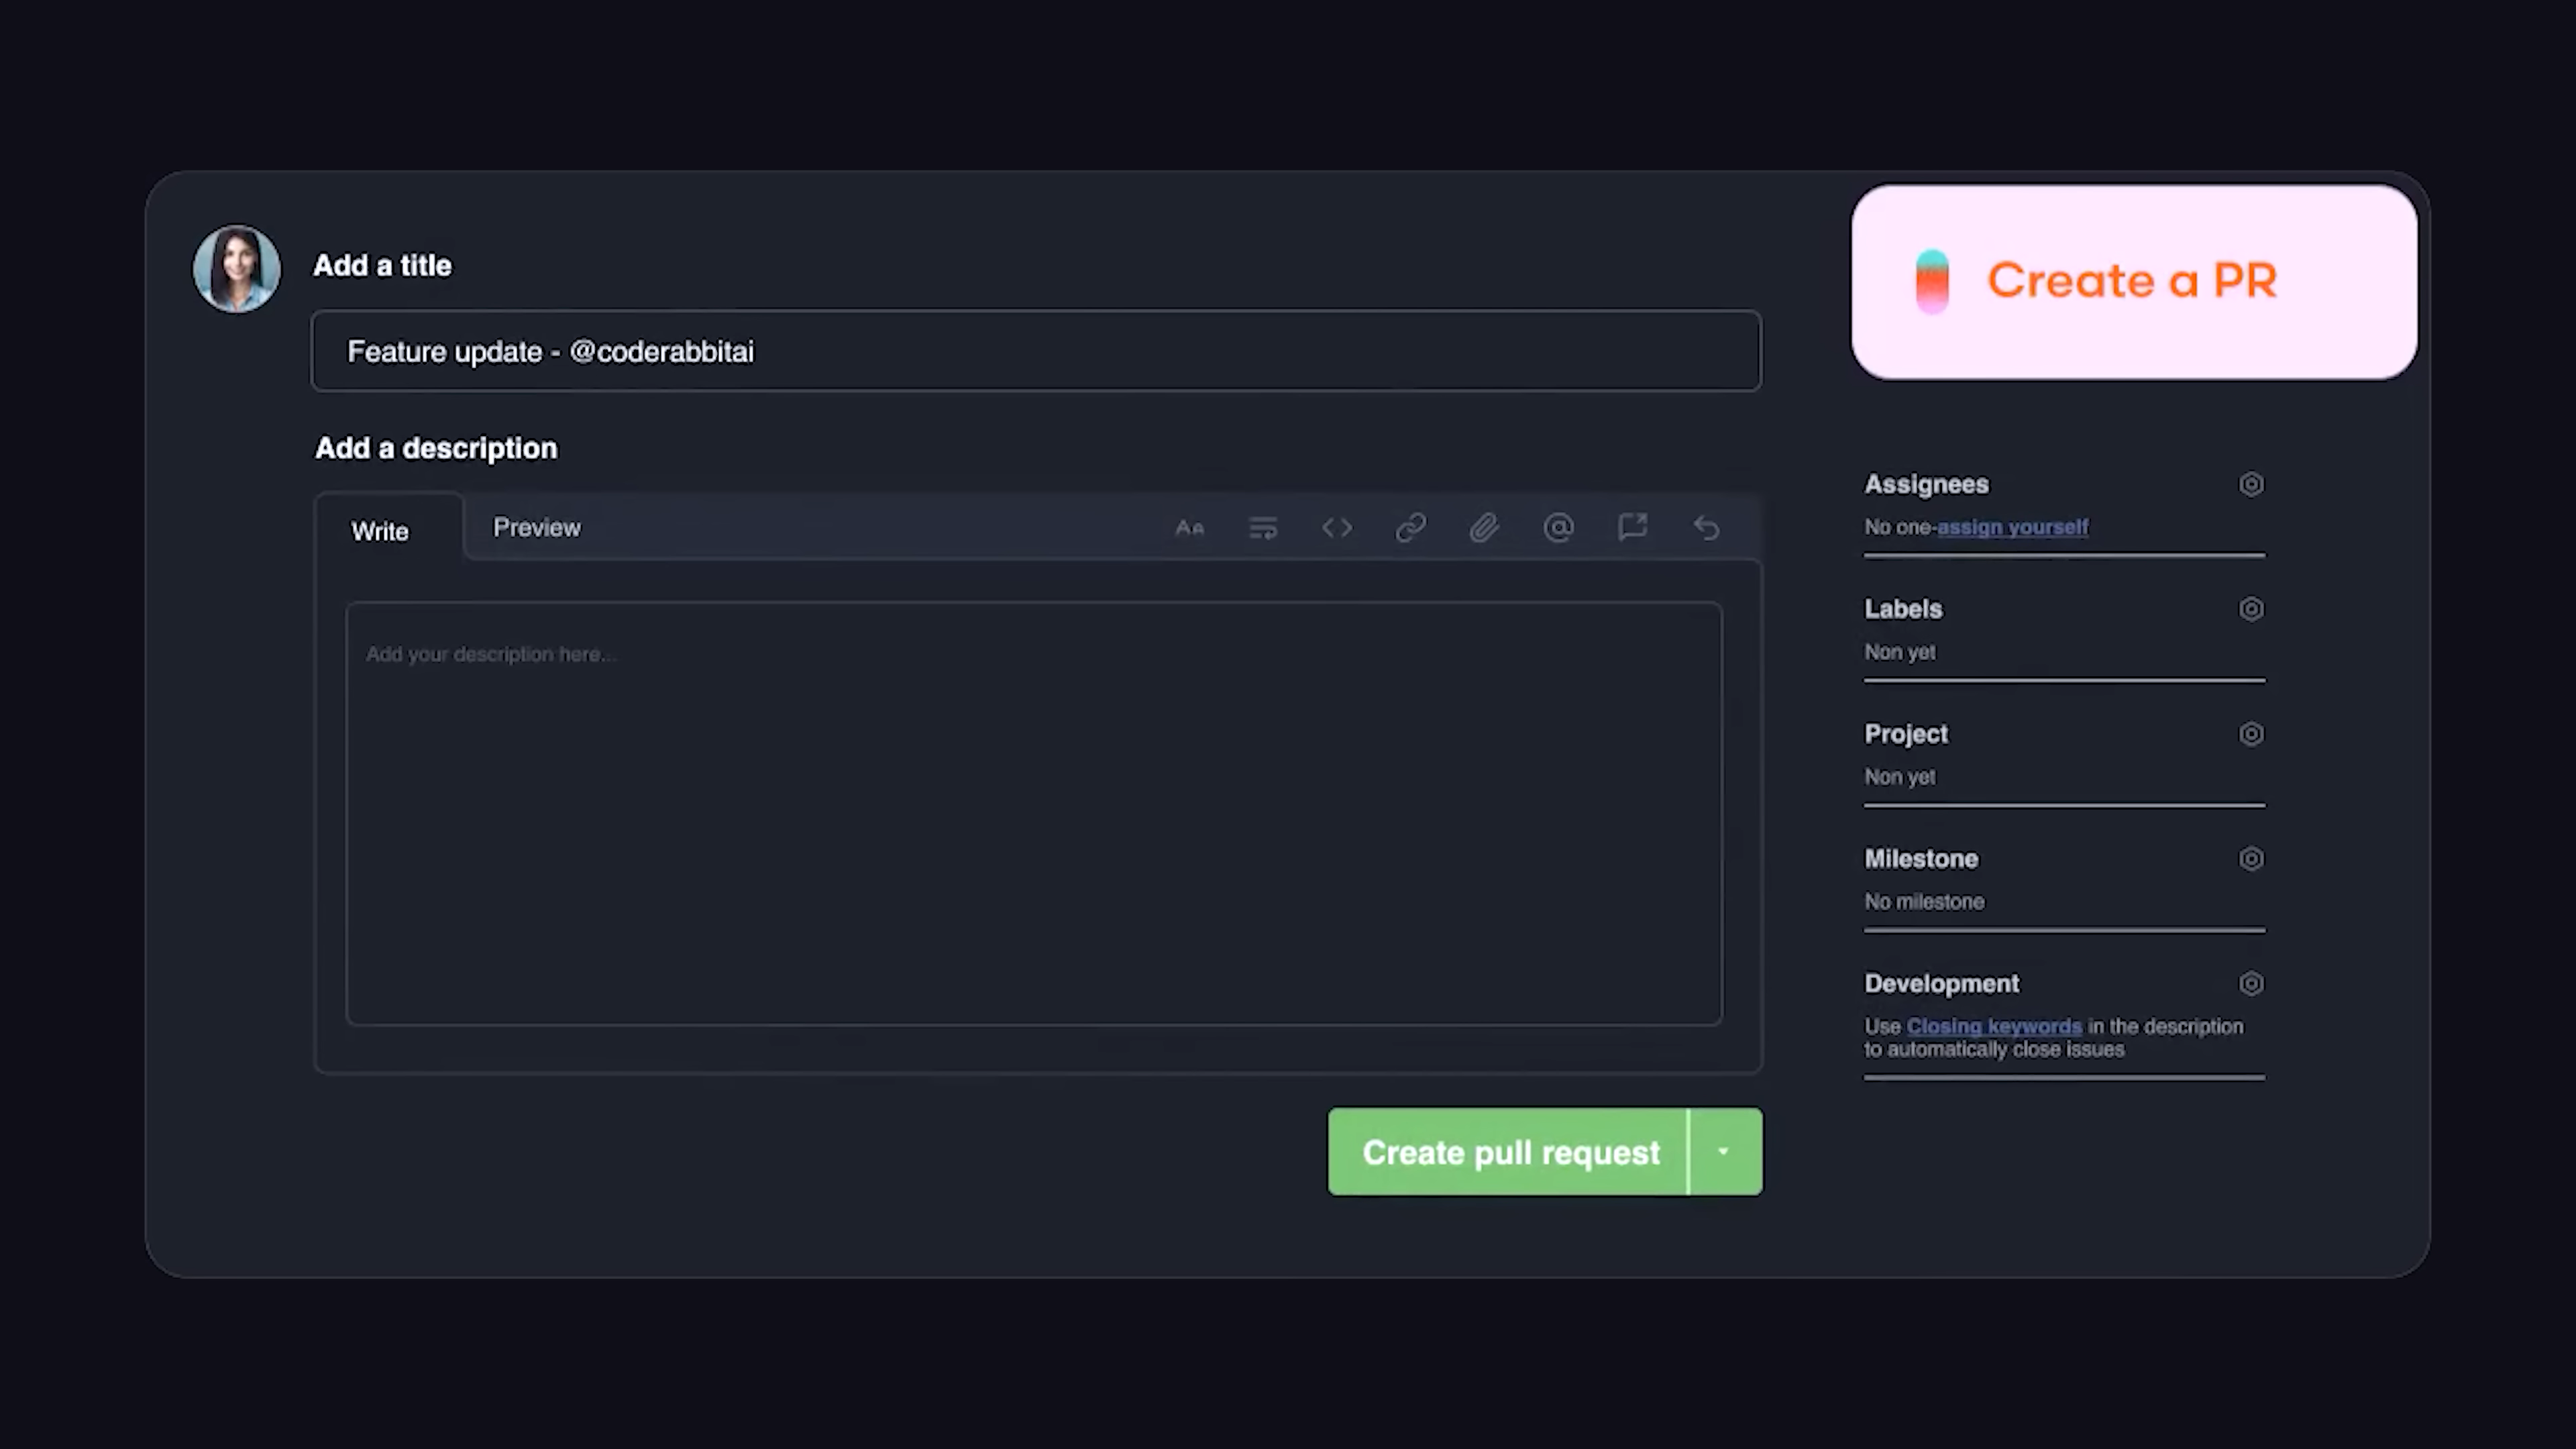 Add a title
Feature update - @coderabbitai
Add a description
Write
Preview
AA
Add your description here...
Create pull request
Create a PR
Assignees
No one-assign yourself
Labels
Non yet
Project
Non yet
Milestone
No milestone
Development
Use Closing keywords in the description
to automatically close issues